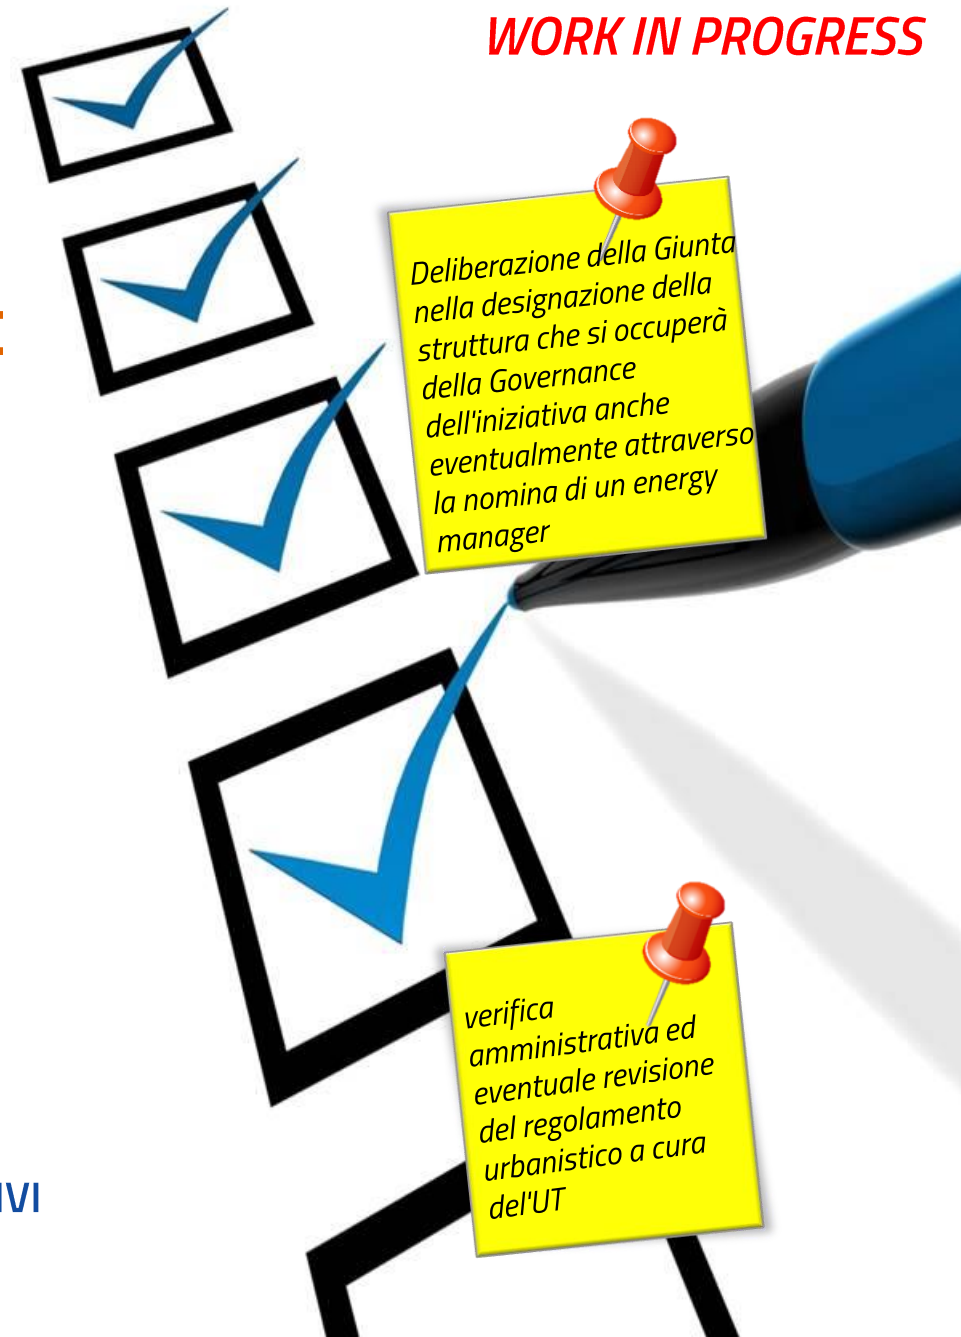 WORK IN PROGRESS
Deliberazione della Giunta
nella designazione della
struttura che si occuperà
della Governance
dell'iniziativa anche
eventualmente attraverso
la nomina di un energy
manager
verifica
amministrativa ed
eventuale revisione
del regolamento
urbanistico a cura
del'UT
IVI